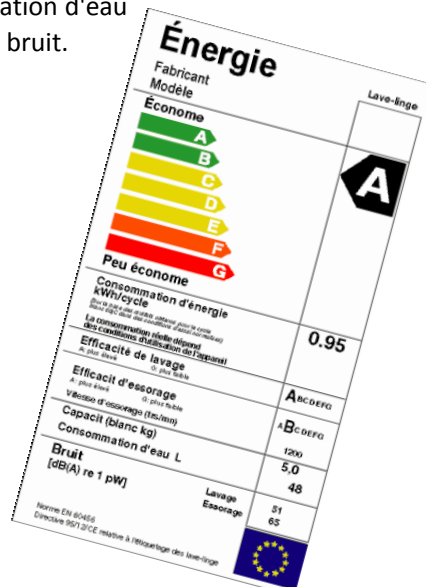 ation d'eau
bruit.
Énergie
Lave-linge
Fabricant
Modèle
Économe
A
A
B
C
D
E
F
G
Peu économe
Consommation d'énergie
kWh/cycle
0.95
La consommation réelle dépend
des conditions d'utilisation de l'appareil
Efficacité de lavage
A: plus élevé G: plus faible
ABCDEFG
Efficacit d'essorage
A: plus élevé G: plus faible
ABCDEFG
Vitesse d'essorage (trs/mn)
1200
Capacit (blanc kg)
5,0
Consommation d'eau L
48
Bruit
[dB(A) re 1 pW]
Lavage
51
Essorage
65
Norme EN 60456
Directive 95/12/CE relative à l'étiquetage des lave-linge